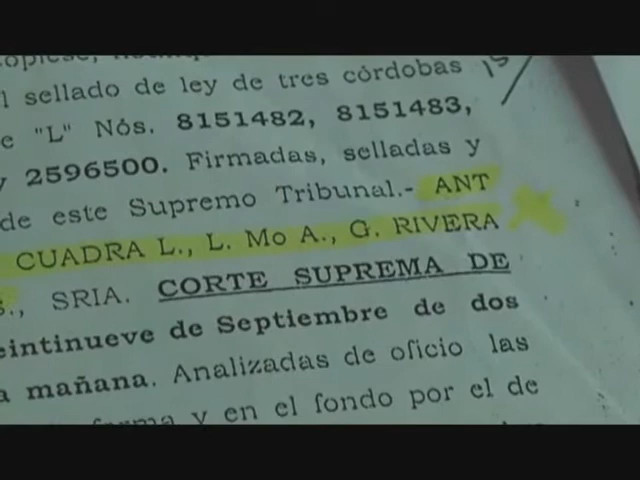 l sellado de ley de tres córdobas
e "L" Nós. 8151482, 8151483,
y 2596500. Firmadas, selladas y
de este Supremo Tribunal.- ANT
CUADRA L., L. Mo A., G. RIVERA
S., SRIA. CORTE SUPREMA DE
eintinueve de Septiembre de dos
a mañana. Analizadas de oficio las
forma y en el fondo por el de